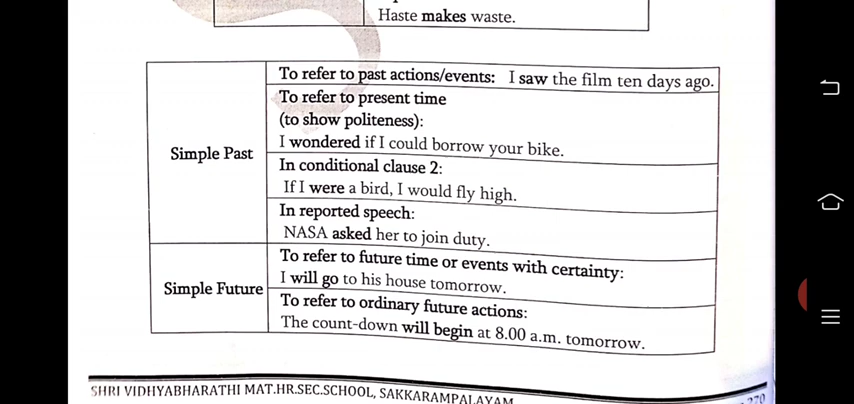 Haste makes waste.
To refer to past actions/events: I saw the film ten days ago.
To refer to present time
(to show politeness):
I wondered if I could borrow your bike.
Simple Past
In conditional clause 2:
If I were a bird, I would fly high.
In reported speech:
NASA asked her to join duty.
To refer to future time or events with certainty:
I will go to his house tomorrow.
Simple Future
To refer to ordinary future actions:
The count-down will begin at 8.00 a.m. tomorrow.
SHRI VIDHYABHARATHI MAT.HR.SEC.SCHOOL, SAKKARAMPALAYAM
270